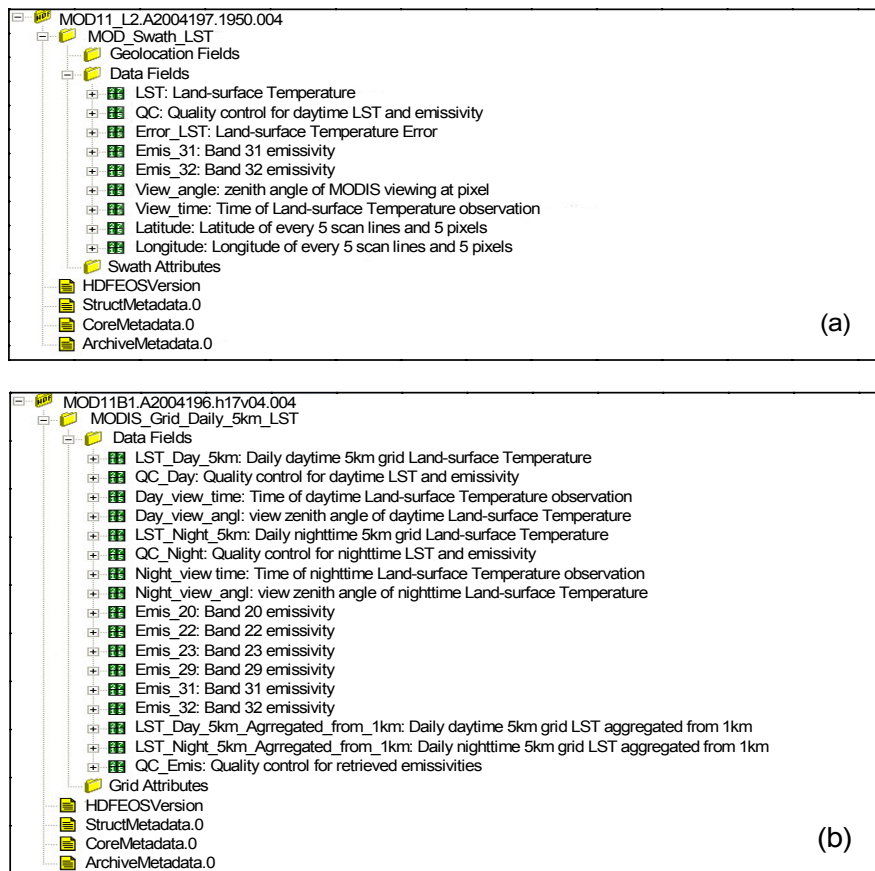 MOD11_L2.A2004197.1950.004
MOD_Swath_LST
Geolocation Fields
Data Fields
LST: Land-surface Temperature
QC: Quality control for daytime LST and emissivity
Error_LST: Land-surface Temperature Error
Emis_31: Band 31 emissivity
Emis_32: Band 32 emissivity
View_angle: zenith angle of MODIS viewing at pixel
View_time: Time of Land-surface Temperature observation
Latitude: Latitude of every 5 scan lines and 5 pixels
Longitude: Longitude of every 5 scan lines and 5 pixels
Swath Attributes
HDFEOSVersion
StructMetadata.0
CoreMetadata.0
ArchiveMetadata.0
(a)
MOD11B1.A2004196.h17v04.004
MODIS_Grid_Daily_5km_LST
Data Fields
LST_Day_5km: Daily daytime 5km grid Land-surface Temperature
QC_Day: Quality control for daytime LST and emissivity
Day_view_time: Time of daytime Land-surface Temperature observation
Day_view_angl: view zenith angle of daytime Land-surface Temperature
LST_Night_5km: Daily nighttime 5km grid Land-surface Temperature
QC_Night: Quality control for nighttime LST and emissivity
Night_view time: Time of nighttime Land-surface Temperature observation
Night_view_angl: view zenith angle of nighttime Land-surface Temperature
Emis_20: Band 20 emissivity
Emis_22: Band 22 emissivity
Emis_23: Band 23 emissivity
Emis_29: Band 29 emissivity
Emis_31: Band 31 emissivity
Emis_32: Band 32 emissivity
LST_Day_5km_Agrregated_from_1km: Daily daytime 5km grid LST aggregated from 1km
LST_Night_5km_Agrregated_from_1km: Daily nighttime 5km grid LST aggregated from 1km
QC_Emis: Quality control for retrieved emissivities
Grid Attributes
HDFEOSVersion
StructMetadata.0
CoreMetadata.0
ArchiveMetadata.0
(b)